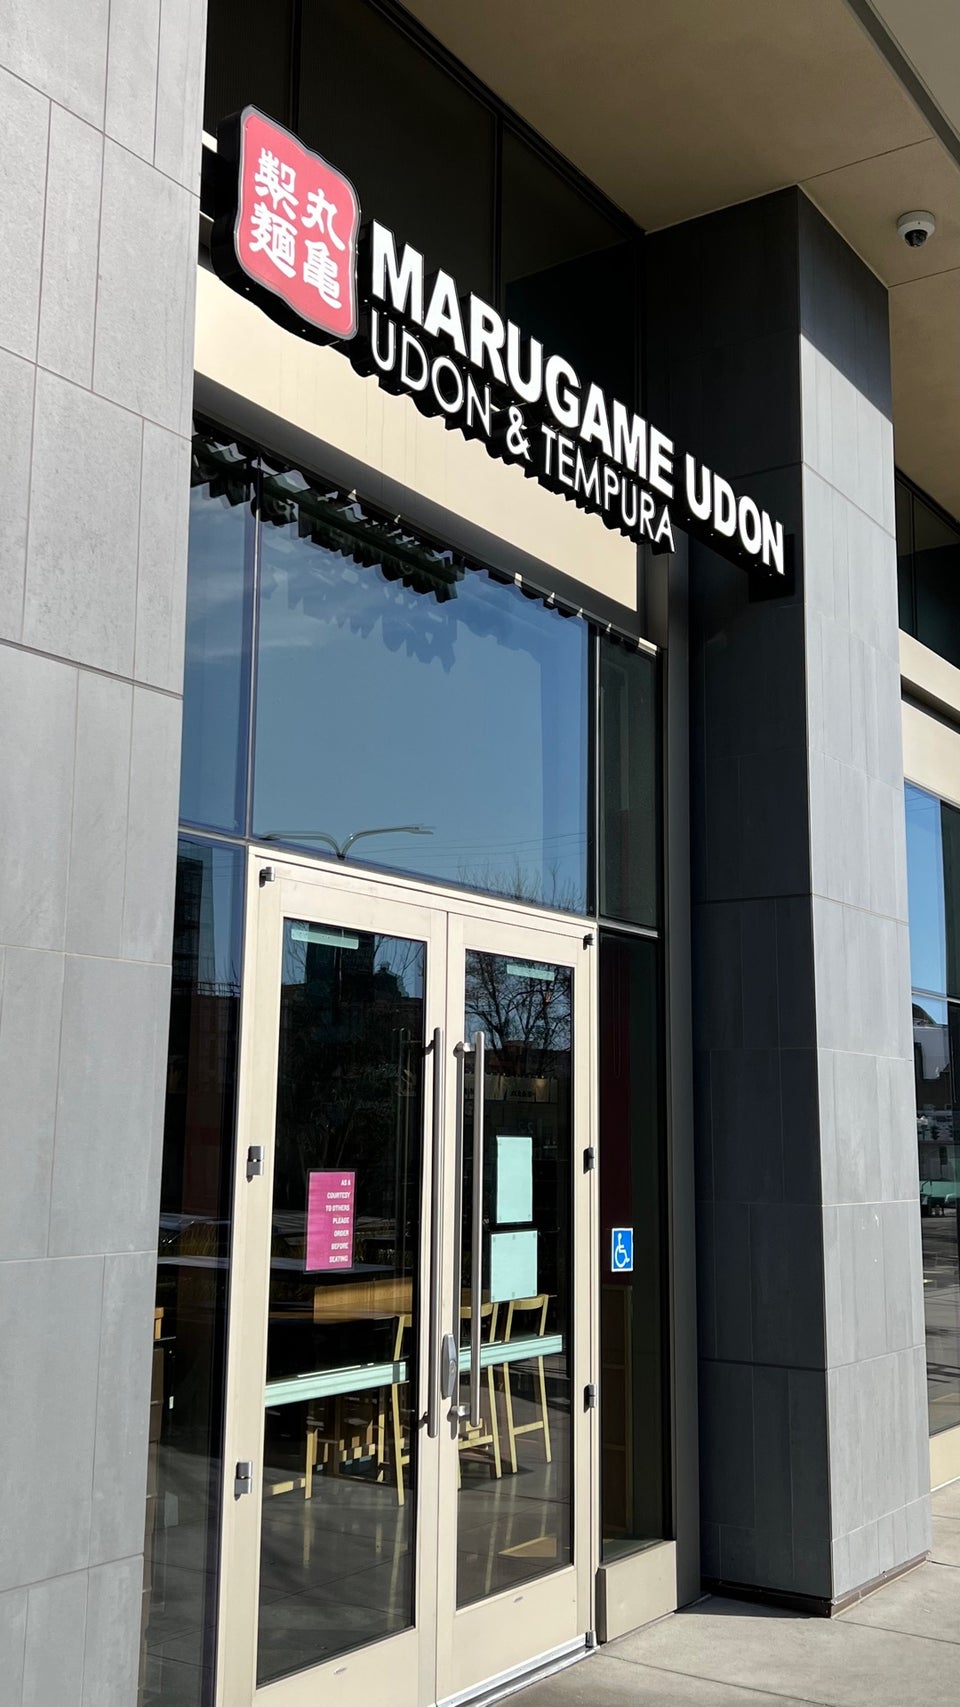 丸亀
製麺
MARUGAME UDON
UDON & TEMPURA
AS A
COURTESY
TO OTHERS
PLEASE
ORDER
BEFORE
SEATING